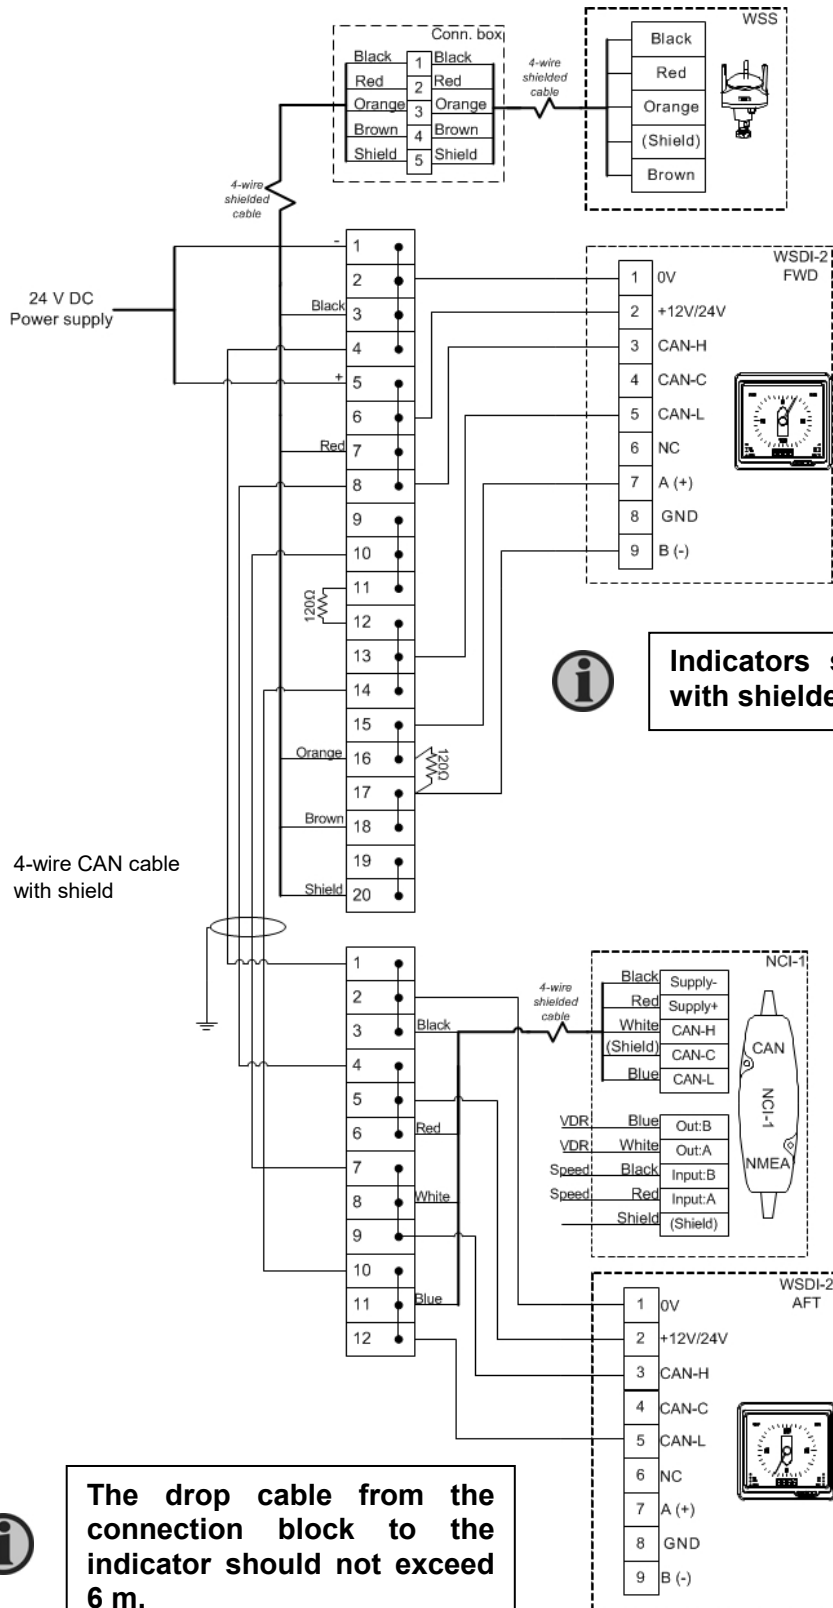 Conn. box
Black 1 Black
Red 2 Red
Orange 3 Orange
Brown 4 Brown
Shield 5 Shield
4-wire
shielded
cable
WSS
Black
Red
Orange
(Shield)
Brown
4-wire
shielded
cable
24 V DC
Power supply
- 1
2
Black 3
4
+ 5
6
Red 7
8
9
10
11
120Ω
12
13
14
15
Orange 16
120Ω
17
Brown 18
19
Shield 20
WSDI-2
FWD
1 0V
2 +12V/24V
3 CAN-H
4 CAN-C
5 CAN-L
6 NC
7 A (+)
8 GND
9 B (-)
Indicators
with
4-wire CAN cable
with shield
1
2
3 Black
4
5
6 Red
7
8 White
9
10
11 Blue
12
4-wire
shielded
cable
NCI-1
Black Supply-
Red Supply+
White CAN-H
(Shield) CAN-C
Blue CAN-L
VDR Blue Out:B
VDR White Out:A
Speed Black Input:B
Speed Red Input:A
Shield (Shield)
CAN
NCI-1
NMEA
WSDI-2
AFT
1 0V
2 +12V/24V
3 CAN-H
4 CAN-C
5 CAN-L
6 NC
7 A (+)
8 GND
9 B (-)
The drop cable from the
connection block to the
indicator should not exceed
6 m.